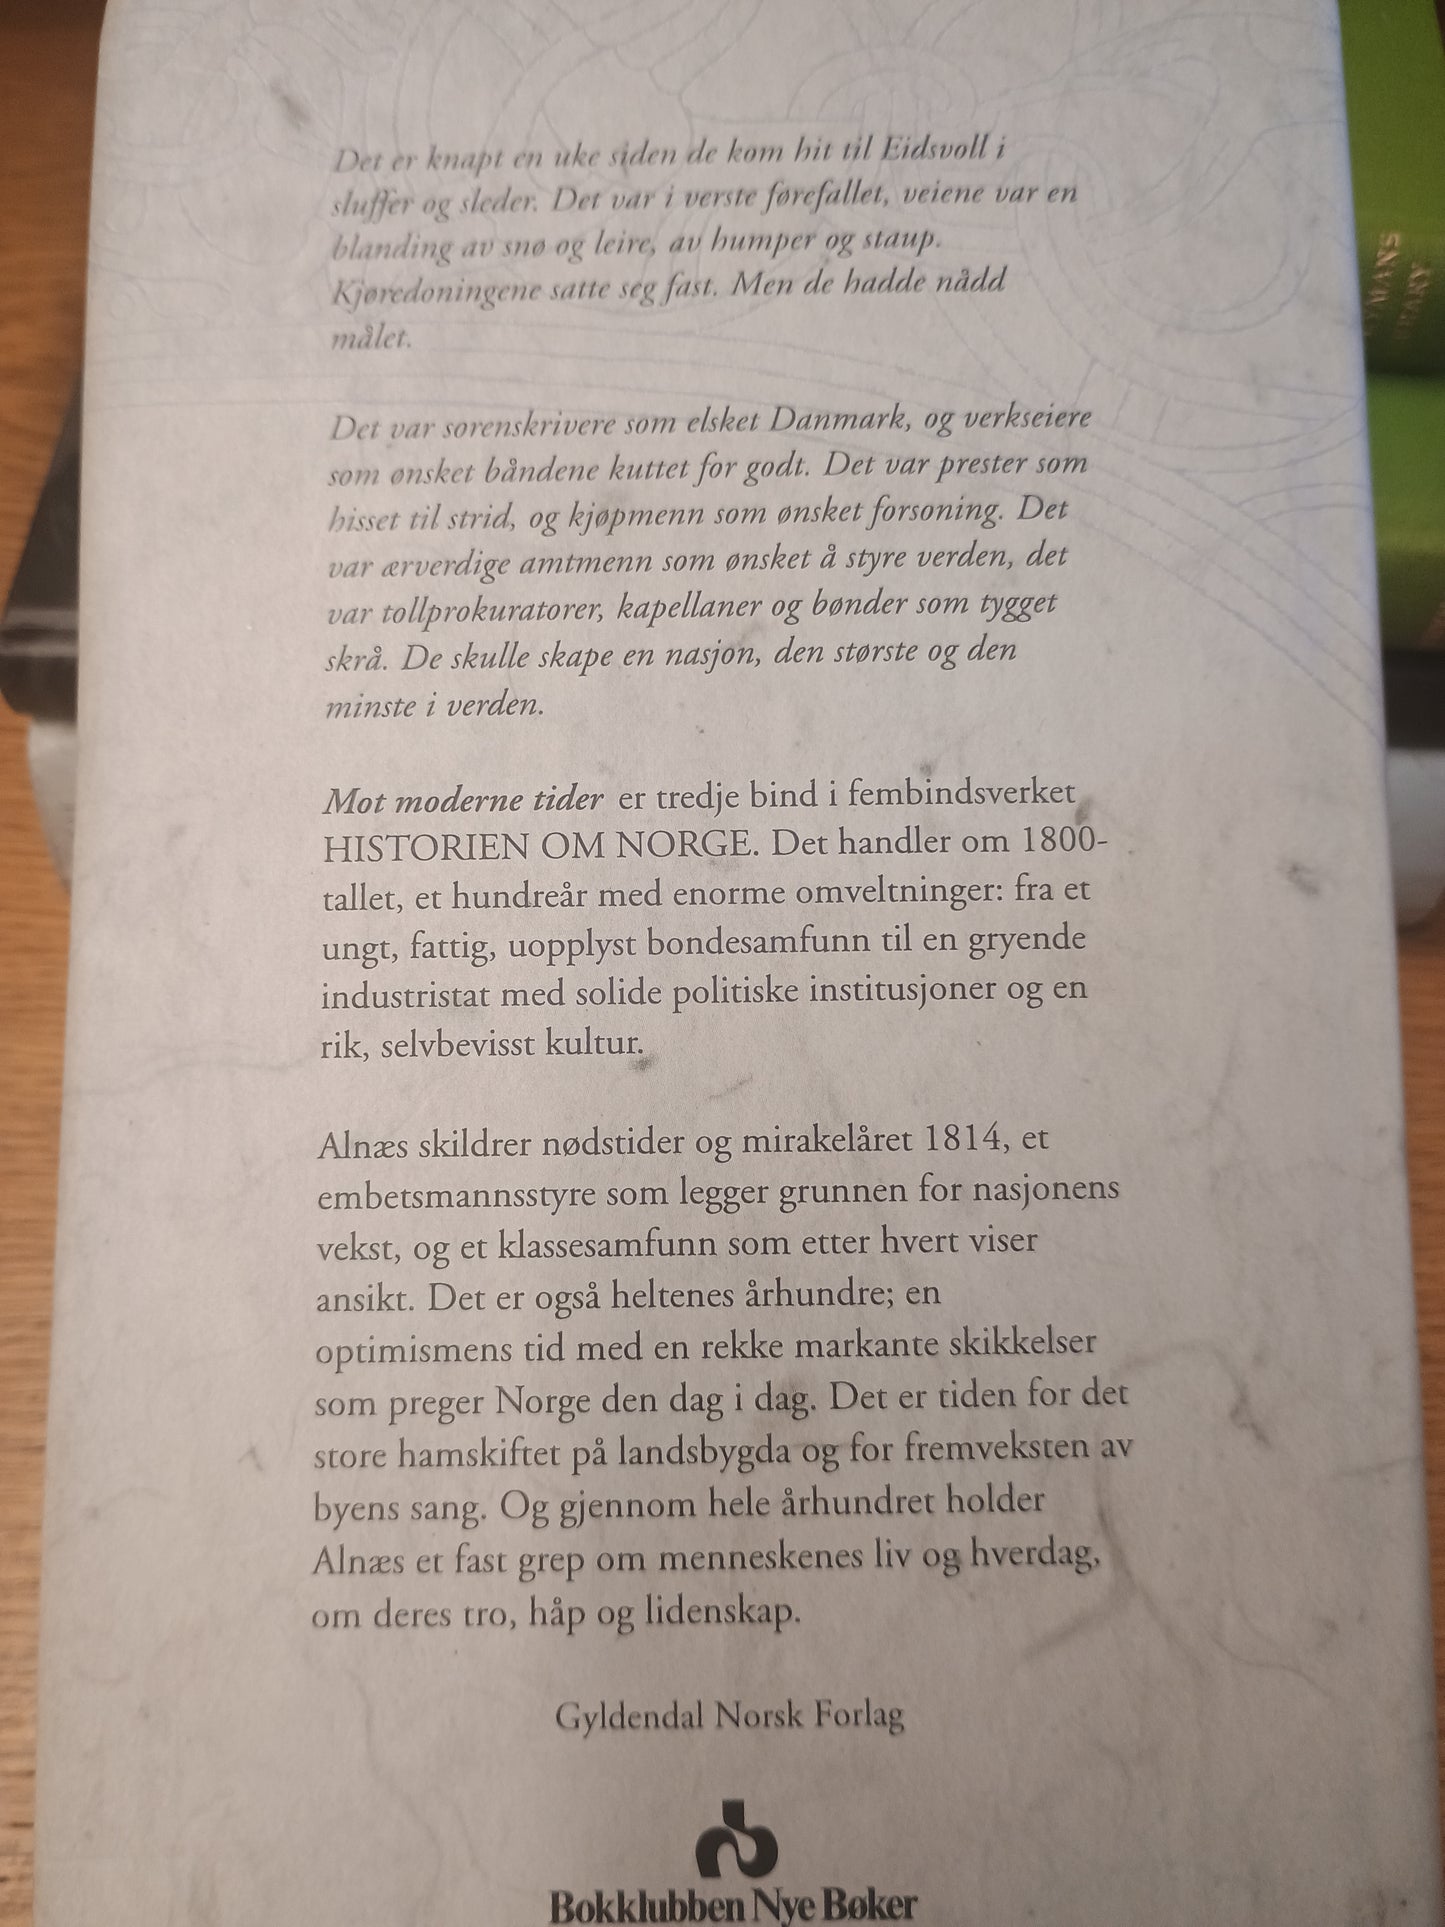 Det er knapt en uke siden de kom hit til Eidsvoll i
sluffer og sleder. Det var i verste førefallet, veiene var en
blanding av snø og leire, av humper og staup.
Kjøredoningene satte seg fast. Men de hadde nådd
målet.
Det var sorenskrivere som elsket Danmark, og verkseiere
som ønsket båndene kuttet for godt. Det var prester som
hisset til strid, og kjøpmenn som ønsket forsoning. Det
var ærverdige amtmenn som ønsket å styre verden, det
var tollprokuratorer, kapellaner og bønder som tygget
skrå. De skulle skape en nasjon, den største og den
minste i verden.
Mot moderne tider er tredje bind i fembindsverket
HISTORIEN OM NORGE. Det handler om 1800-
tallet, et hundreår med enorme omveltninger: fra et
ungt, fattig, uopplyst bondesamfunn til en gryende
industristat med solide politiske institusjoner og en
rik, selvbevisst kultur.
Alnæs skildrer nødstider og mirakelåret 1814, et
embetsmannsstyre som legger grunnen for nasjonens
vekst, og et klassesamfunn som etter hvert viser
ansikt. Det er også heltenes århundre; en
optimismens tid med en rekke markante skikkelser
som preger Norge den dag i dag. Det er tiden for det
store hamskiftet på landsbygda og for fremveksten av
byens sang. Og gjennom hele århundret holder
Alnæs et fast grep om menneskenes liv og hverdag,
om deres tro, håp og lidenskap.
Gyldendal Norsk Forlag
Bokklubben Nye Bøker